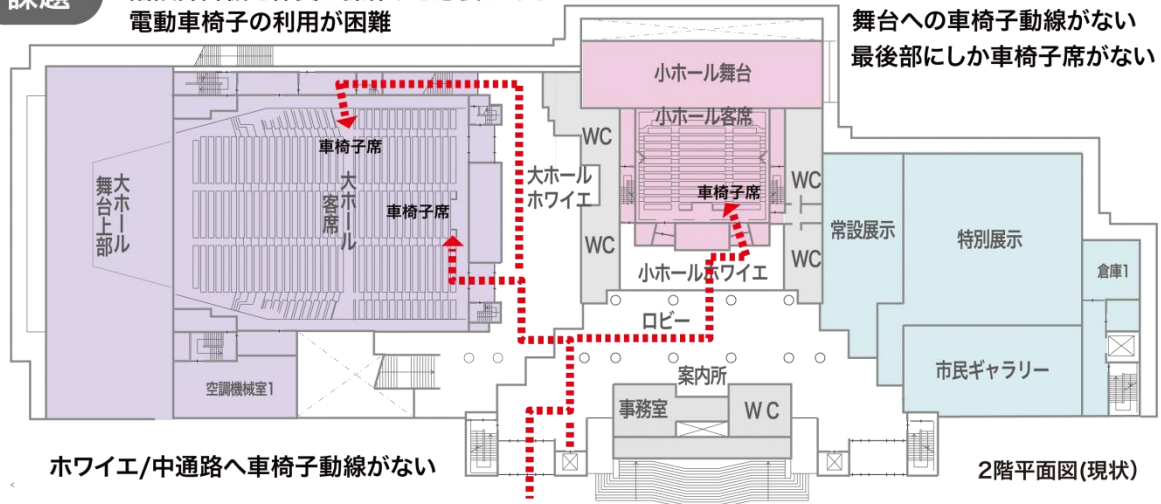 課題
電動車椅子の利用が困難
舞台への車椅子動線がない
最後部にしか車椅子席がない
小ホール舞台
小ホール客席
WC
車椅子席
大ホール
ホワイエ
大ホール
舞台上部
大ホール
客席
車椅子席
車椅子席
WC
WC
WC
常設展示
特別展示
倉庫1
小ホールホワイエ
ロビー
案内所
市民ギャラリー
空調機械室1
事務室
WC
ホワイエ/中通路へ車椅子動線がない
2階平面図(現状)